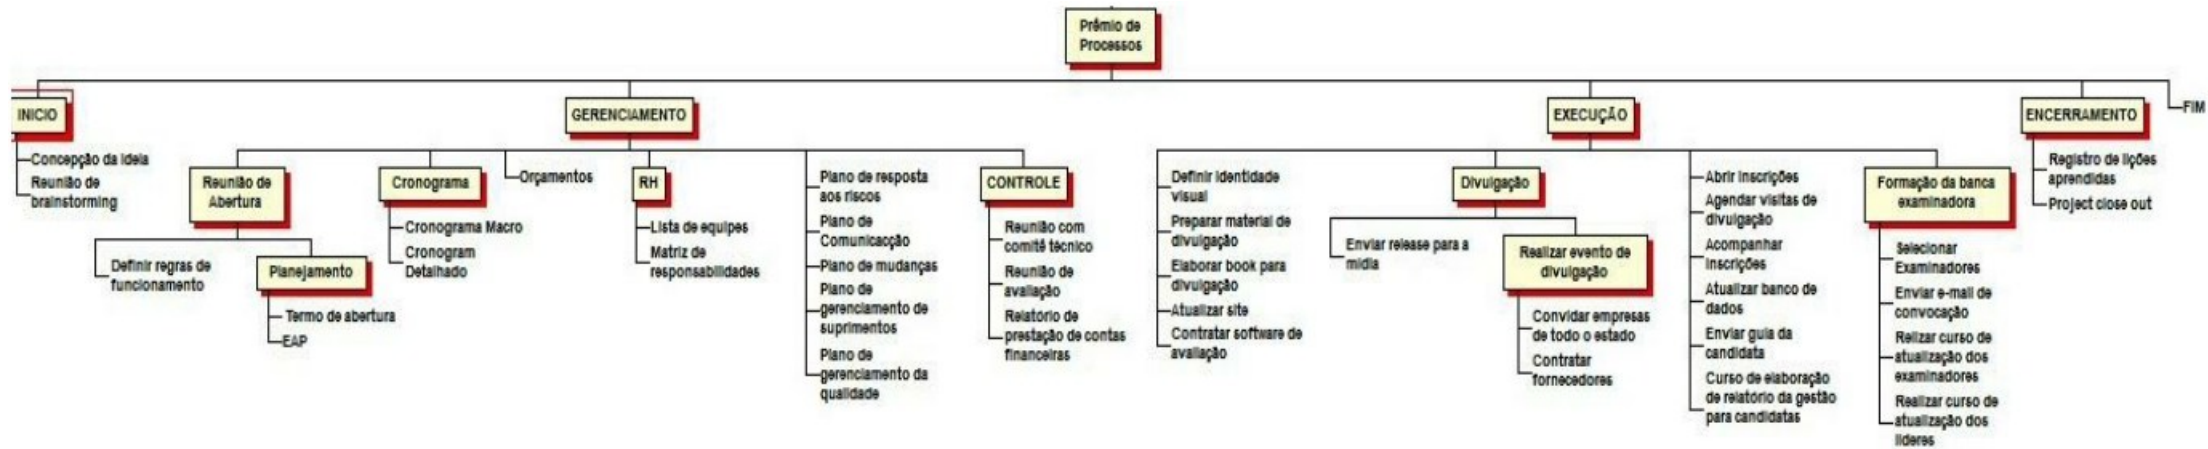 Prêmio de
Processos
INICIO
Concepção da Ideia
Reunião de
brainstorming
GERENCIAMENTO
Reunião de
Abertura
Definir regras de
funcionamento
Planejamento
Termo de abertura
EAP
Cronograma
Cronograma Macro
Cronogram
Detalhado
Orçamentos
RH
Lista de equipes
Matriz de
responsabilidades
Plano de resposta
aos riscos
Plano de
Comunicacção
Plano de mudanças
Plano de
gerenciamento de
suprimentos
Plano de
gerenciamento da
qualidade
CONTROLE
Reunião com
comitê técnico
Reunião de
avaliação
Relatório de
prestação de contas
financeiras
EXECUÇÃO
Definir identidade
visual
Preparar material de
divulgação
Elaborar book para
divulgação
Atualizar site
Contratar software de
avaliação
Divulgação
Enviar release para a
mídia
Realizar evento de
divulgação
Convidar empresas
de todo o estado
Contratar
fornecedores
Abrir inscrições
Agendar visitas de
divulgação
Acompanhar
inscrições
Atualizar banco de
dados
Enviar guia da
candidata
Curso de elaboração
de relatório da gestão
para candidatas
Formação da banca
examinadora
Selecionar
Examinadores
Enviar e-mail de
convocação
Relizar curso de
atualização dos
examinadores
Realizar curso de
atualização dos
líderes
ENCERRAMENTO
Registro de lições
aprendidas
Project close out
FIM